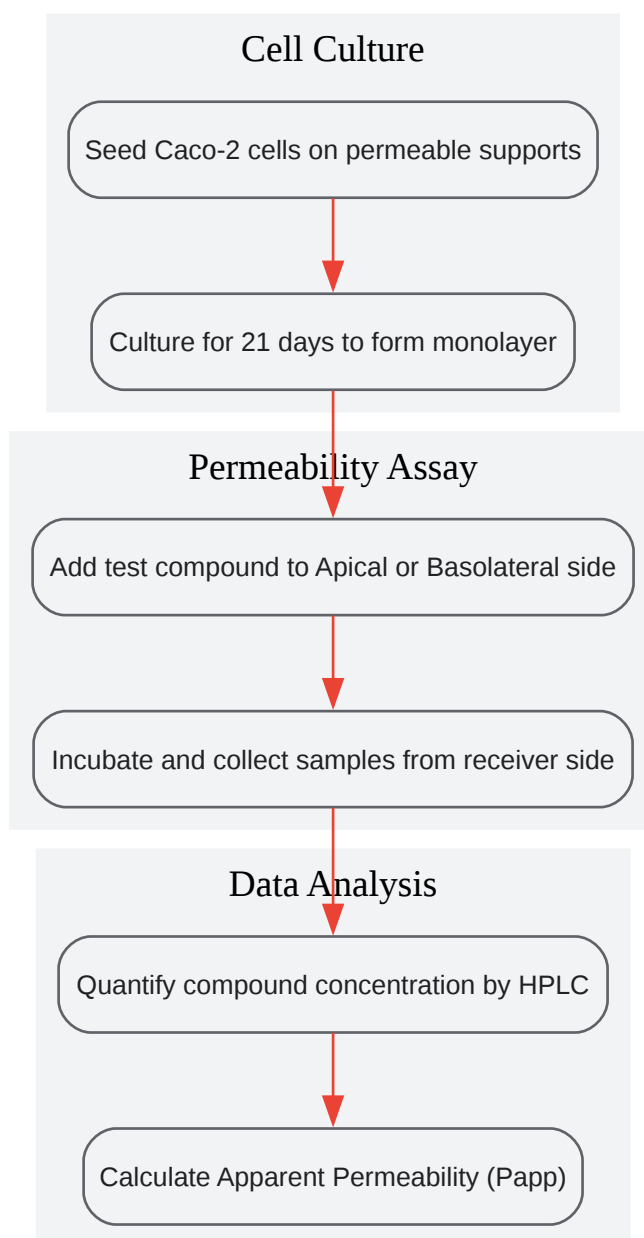 Cell Culture
Seed Caco-2 cells on permeable supports
Culture for 21 days to form monolayer
Permeability Assay
Add test compound to Apical or Basolateral side
Incubate and collect samples from receiver side
Data Analysis
Quantify compound concentration by HPLC
Calculate Apparent Permeability (Papp)